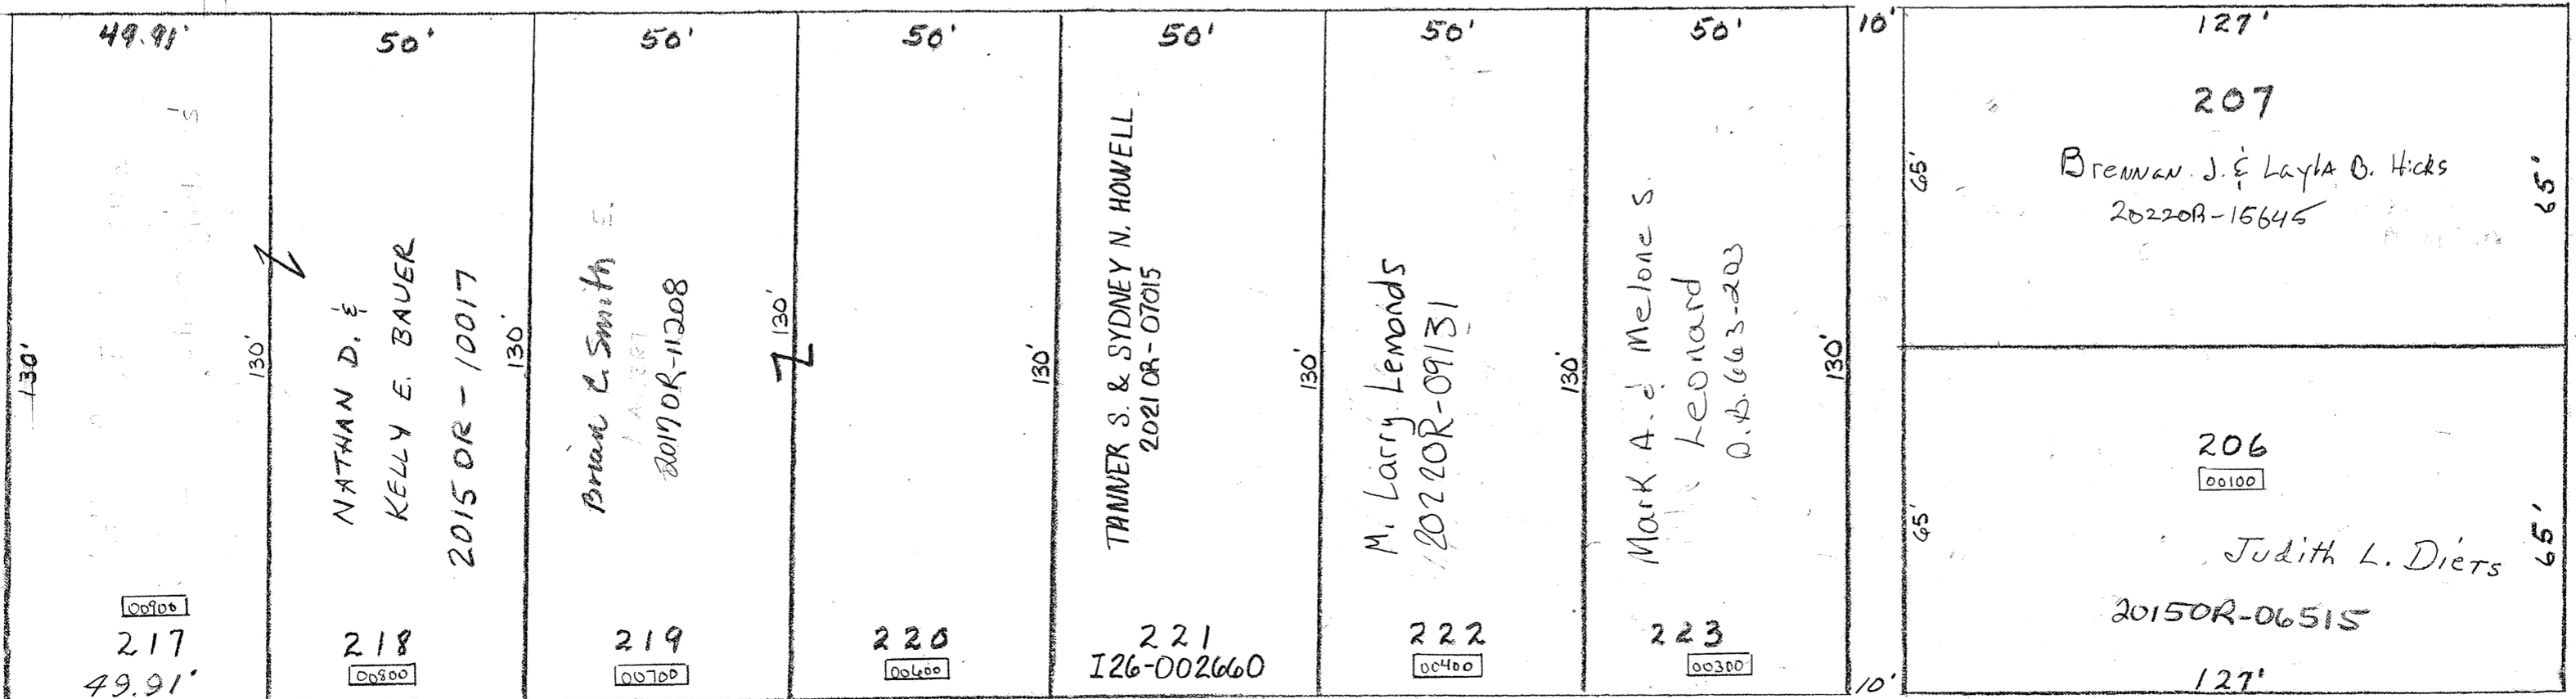 49.91'
130'
130'
00900
217
49.91'
50'
NATHAN D. &
KELLY E. BAUER
2015 OR - 10017
130'
218
00800
50'
Brian C. Smith
2017OR-11208
130'
219
00700
50'
130'
220
00600
50'
TANNER S. & SYDNEY N. HOWELL
2021 OR - 07015
130'
221
I26-002660
50'
M. Larry Lemonds
2022OR-09131
130'
222
00400
50'
Mark A. & Melone S.
Leonard
D.B. 663-203
130'
223
00300
10'
10'
127'
207
65'
Brennan J. & Layla B. Hicks
2022OR-15645
65'
206
00100
65'
Judith L. Diers
2015OR-06515
65'
127'